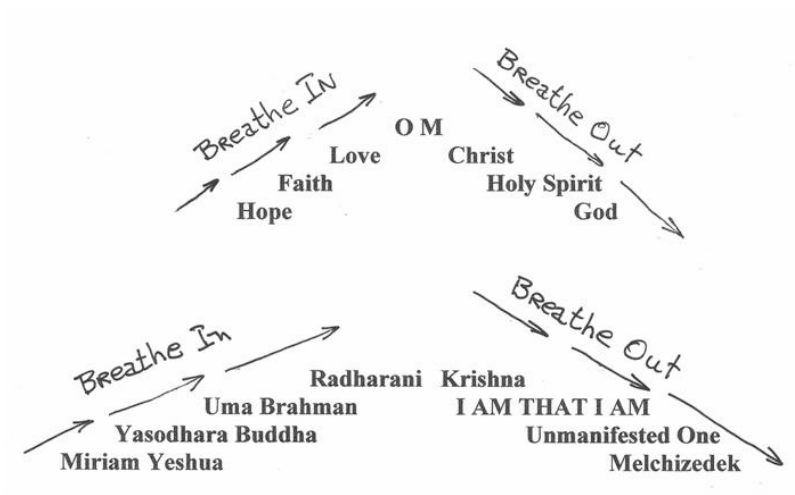 Breathe In
Breathe Out
O M
Love Christ
Faith Holy Spirit
Hope God
Breathe In
Breathe Out
Radharani Krishna
Uma Brahman I AM THAT I AM
Yasodhara Buddha Unmanifested One
Miriam Yeshua Melchizedek